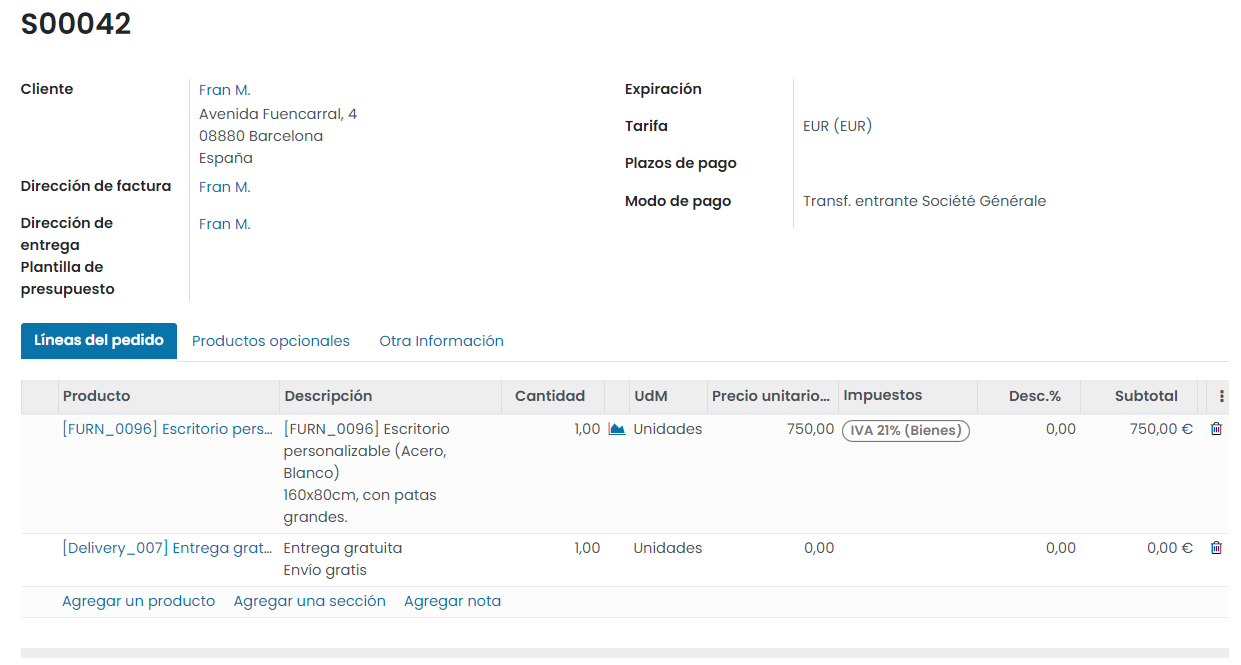 S00042
Cliente
Fran M.
Avenida Fuencarral, 4
08880 Barcelona
España
Dirección de factura
Fran M.
Dirección de
entrega
Fran M.
Plantilla de
presupuesto
Expiración
Tarifa
EUR (EUR)
Plazos de pago
Modo de pago
Transf. entrante Société Générale
Líneas del pedido
Productos opcionales
Otra Información
Producto
Descripción
Cantidad
UdM
Precio unitario...
Impuestos
Desc.%
Subtotal
[FURN_0096] Escritorio pers...
[FURN_0096] Escritorio
personalizable (Acero,
Blanco)
160x80cm, con patas
grandes.
1,00
Unidades
750,00
IVA 21% (Bienes)
0,00
750,00 €
[Delivery_007] Entrega grat...
Entrega gratuita
Envío gratis
1,00
Unidades
0,00
0,00
0,00 €
Agregar un producto
Agregar una sección
Agregar nota